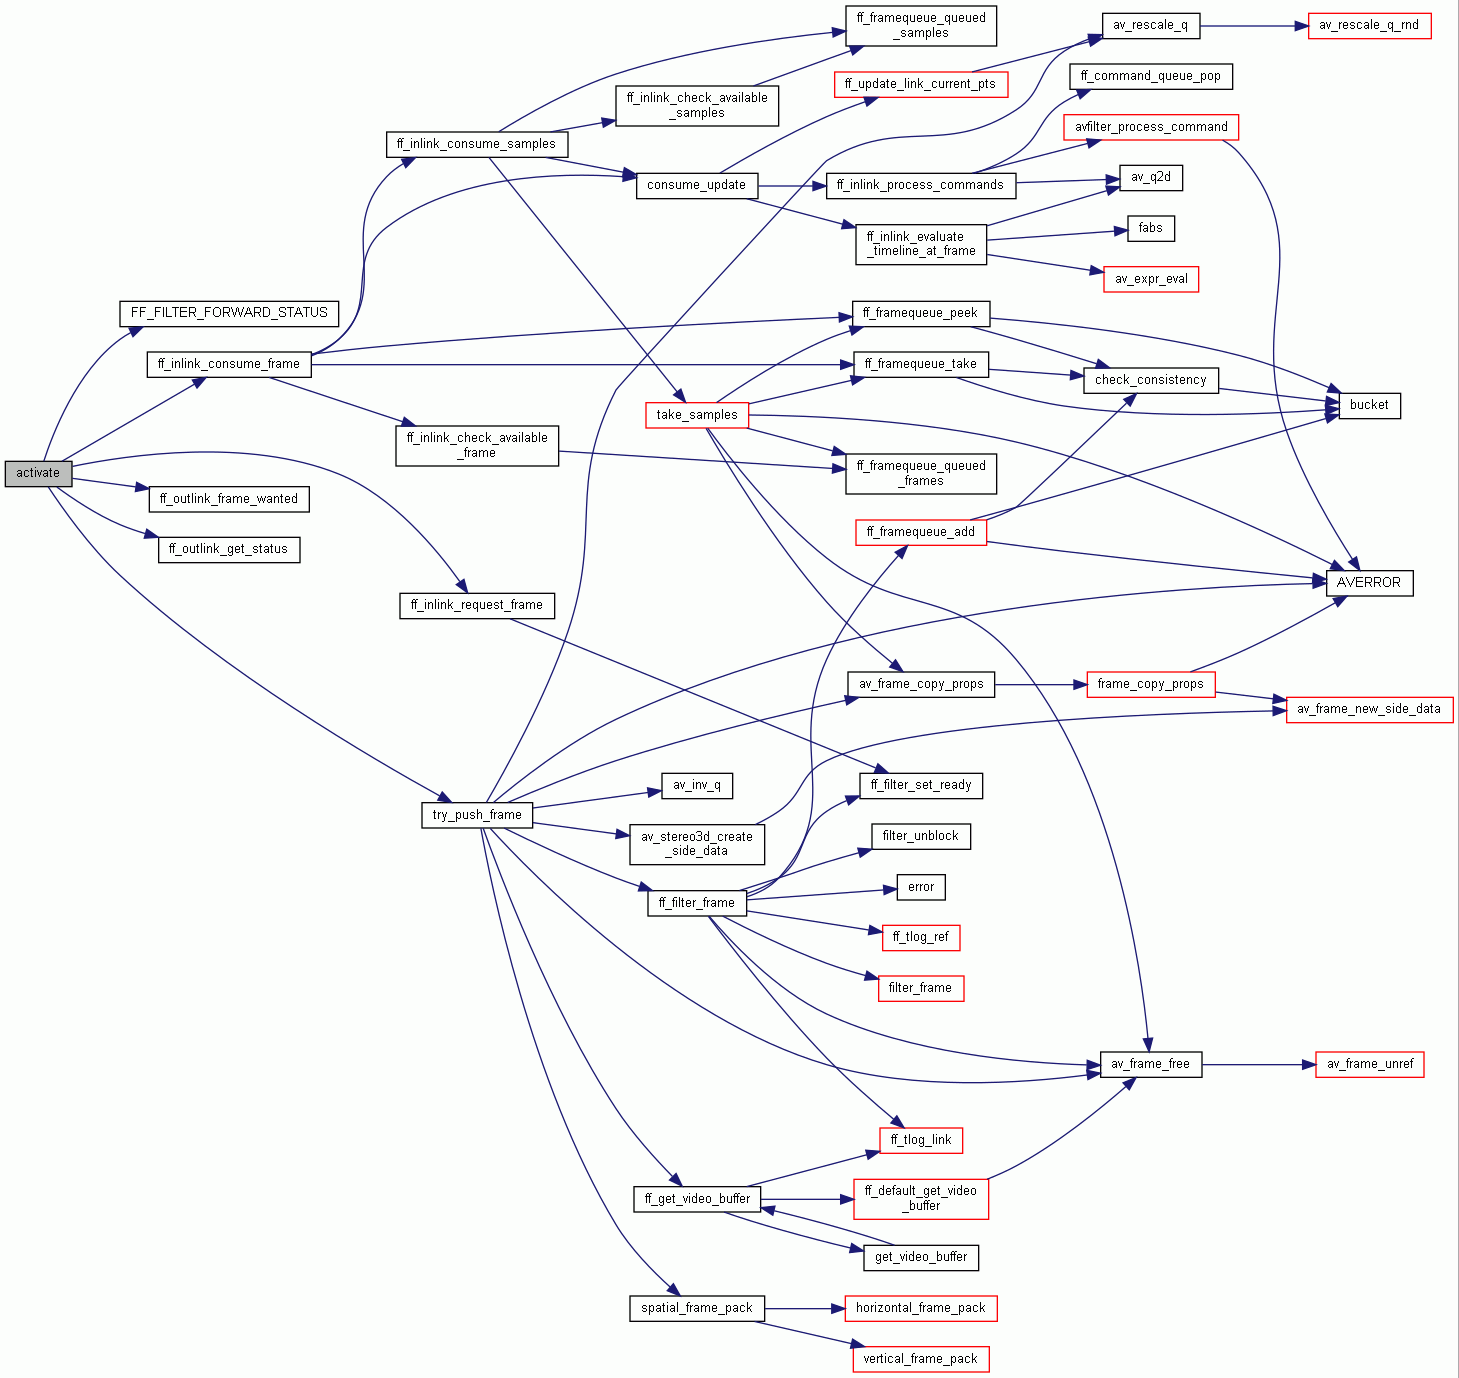 ff_framequeue_queued
_samples
av_rescale_q
av_rescale_q_rnd
ff_update_link_current_pts
ff_command_queue_pop
ff_inlink_check_available
_samples
avfilter_process_command
ff_inlink_consume_samples
consume_update
ff_inlink_process_commands
av_q2d
ff_inlink_evaluate
_timeline_at_frame
fabs
av_expr_eval
FF_FILTER_FORWARD_STATUS
ff_framequeue_peek
ff_inlink_consume_frame
ff_framequeue_take
check_consistency
bucket
take_samples
ff_inlink_check_available
_frame
activate
ff_framequeue_queued
_frames
ff_outlink_frame_wanted
ff_framequeue_add
ff_outlink_get_status
AVERROR
ff_inlink_request_frame
av_frame_copy_props
frame_copy_props
av_frame_new_side_data
av_inv_q
ff_filter_set_ready
try_push_frame
av_stereo3d_create
_side_data
filter_unblock
error
ff_filter_frame
ff_tlog_ref
filter_frame
av_frame_free
av_frame_unref
ff_tlog_link
ff_get_video_buffer
ff_default_get_video
_buffer
get_video_buffer
spatial_frame_pack
horizontal_frame_pack
vertical_frame_pack